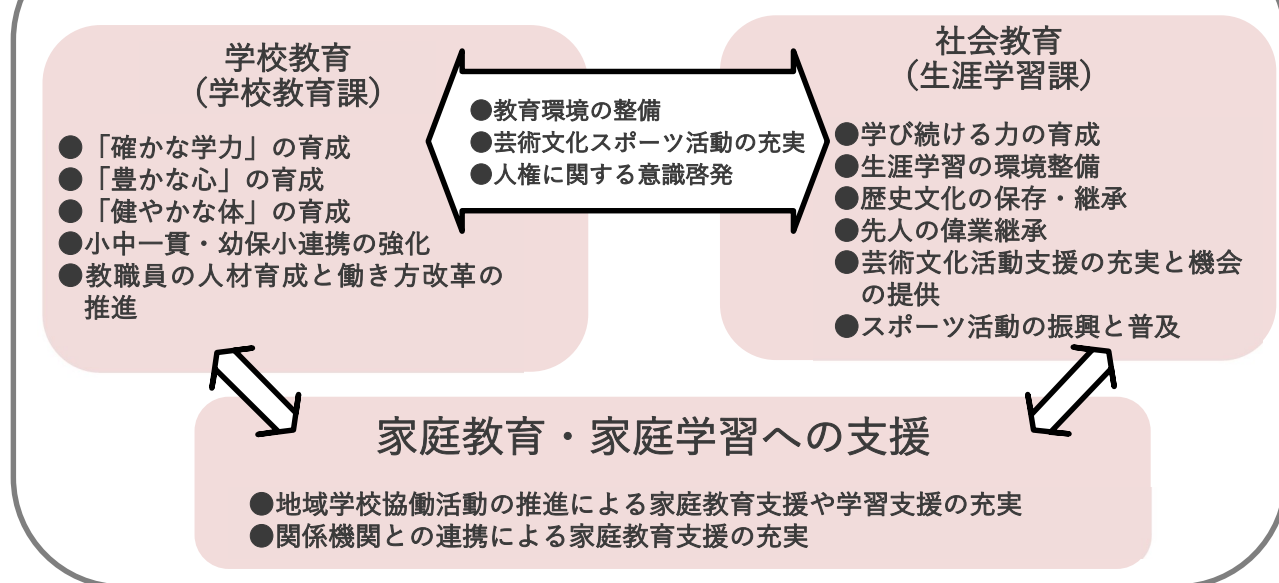 学校教育
(学校教育課)
●「確かな学力」の育成
●「豊かな心」の育成
●「健やかな体」の育成
●小中一貫・幼保小連携の強化
●教職員の人材育成と働き方改革の
推進
●教育環境の整備
●芸術文化スポーツ活動の充実
●人権に関する意識啓発
社会教育
(生涯学習課)
●学び続ける力の育成
●生涯学習の環境整備
●歴史文化の保存・継承
●先人の偉業継承
●芸術文化活動支援の充実と機会
の提供
●スポーツ活動の振興と普及
家庭教育・家庭学習への支援
●地域学校協働活動の推進による家庭教育支援や学習支援の充実
●関係機関との連携による家庭教育支援の充実